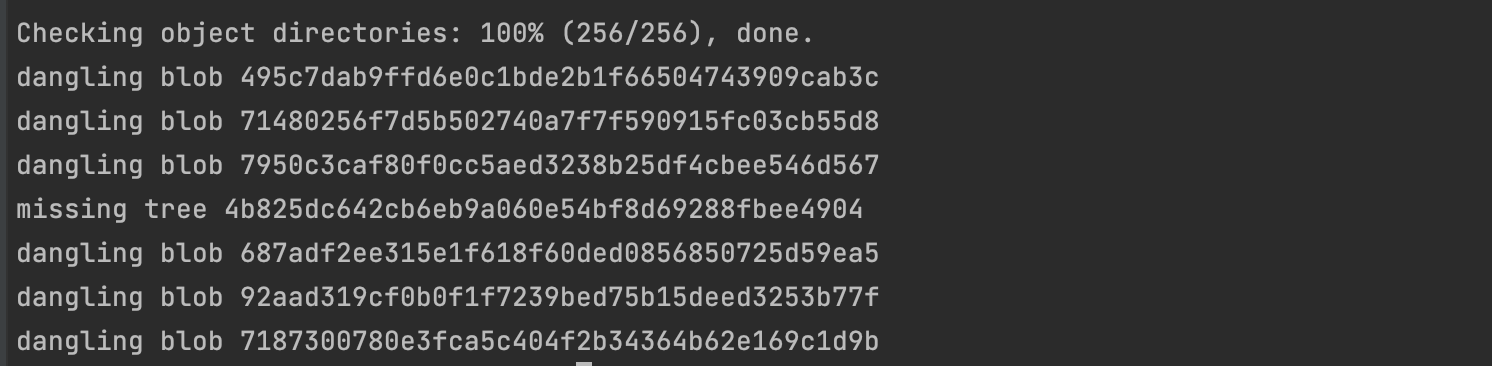 Checking object directories: 100% (256/256), done.
dangling blob 495c7dab9ffd6e0c1bde2b1f66504743909cab3c
dangling blob 71480256f7d5b502740a7f7f590915fc03cb55d8
dangling blob 7950c3caf80f0cc5aed3238b25df4cbee546d567
missing tree 4b825dc642cb6eb9a060e54bf8d69288fbee4904
dangling blob 687adf2ee315e1f618f60ded0856850725d59ea5
dangling blob 92aad319cf0b0f1f7239bed75b15deed3253b77f
dangling blob 7187300780e3fca5c404f2b34364b62e169c1d9b